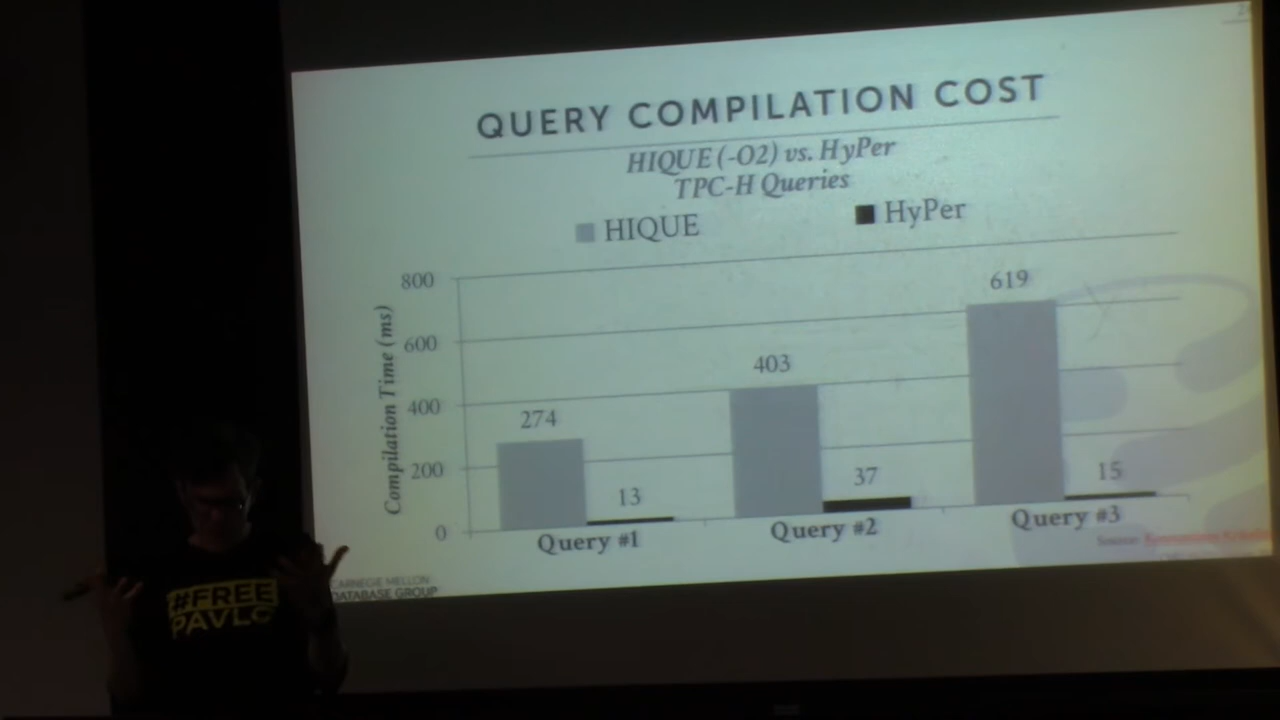 QUERY COMPILATION COST
HIQUE (-O2) vs. HyPer
TPC-H Queries
HIQUE
HyPer
Compilation Time (ms)
800
600
400
200
0
274
13
403
37
619
15
Query #1
Query #2
Query #3
Source:
CARNEGIE MELLON
DATABASE GROUP
#FREE
PAVLO